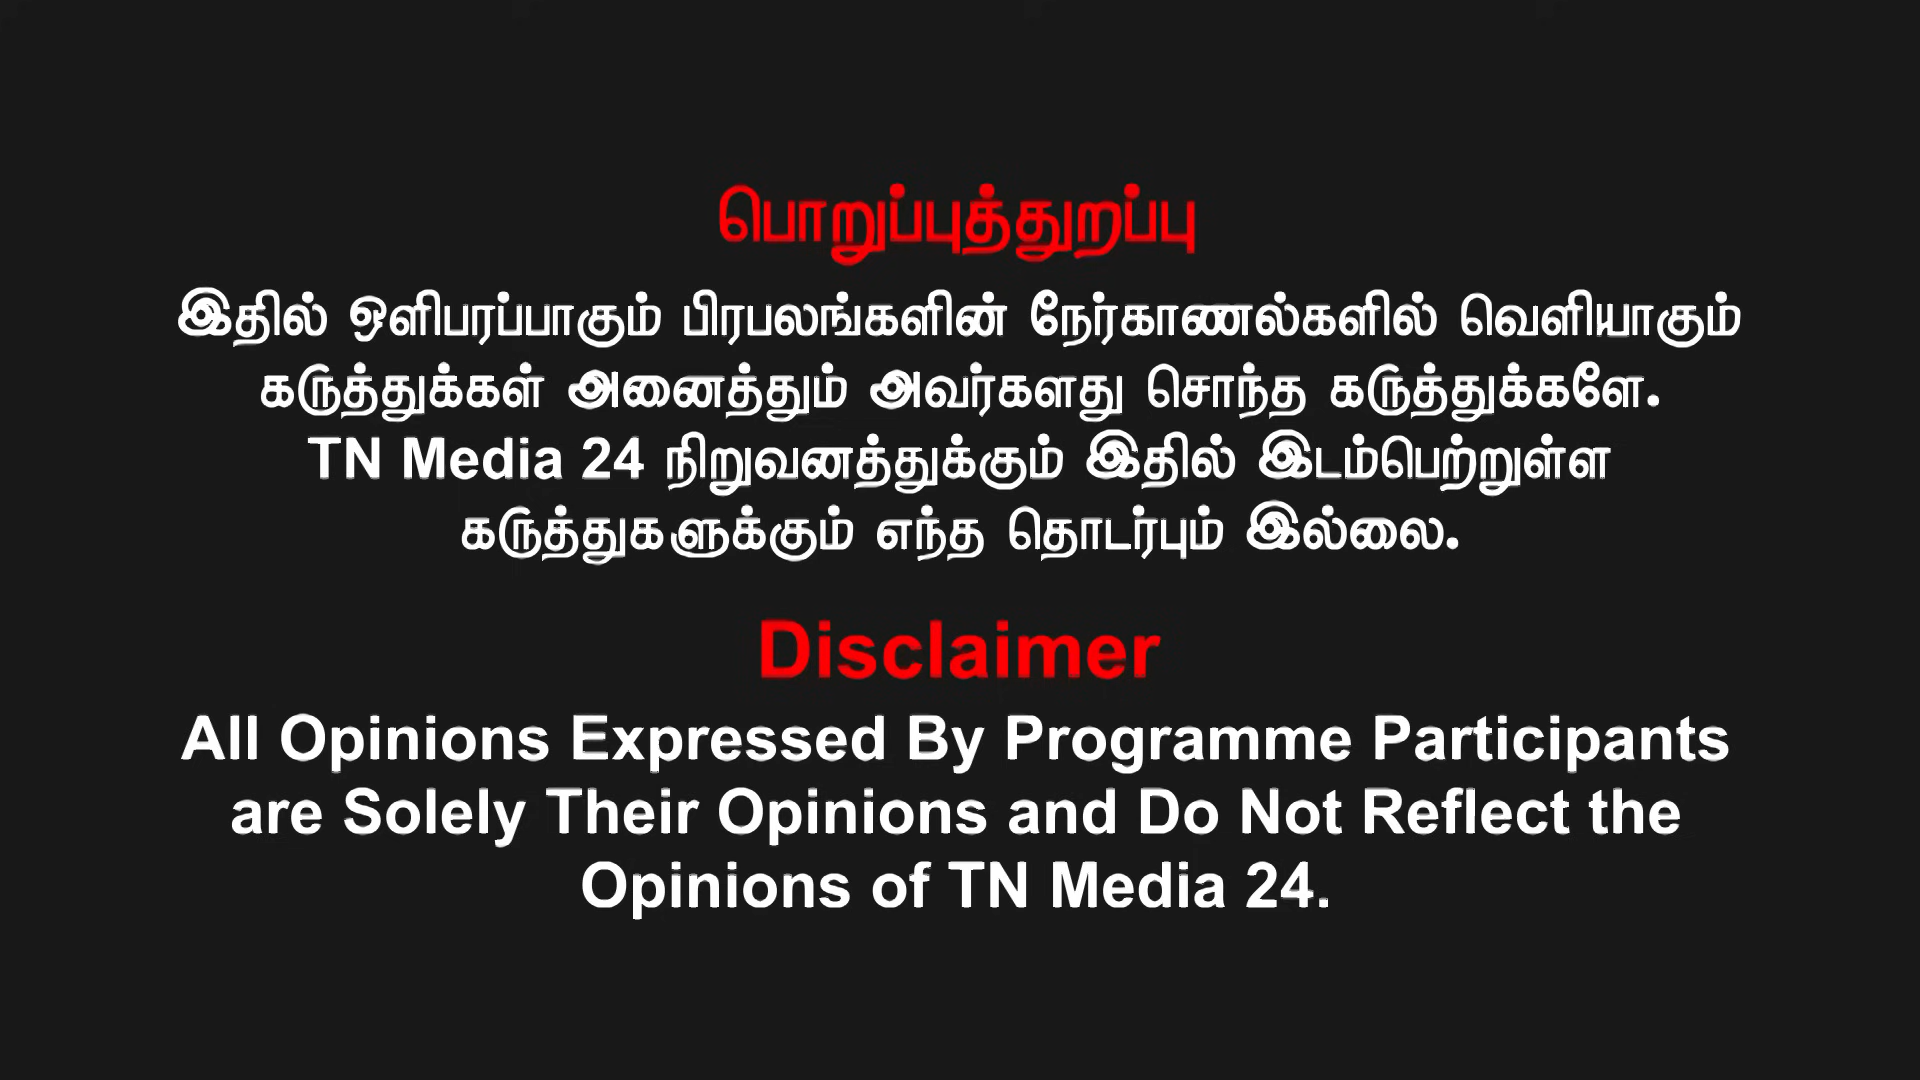 பொறுப்புத்துறப்பு
இதில் ஒளிபரப்பாகும் பிரபலங்களின் நேர்காணல்களில் வெளியாகும்
கருத்துக்கள் அனைத்தும் அவர்களது சொந்த கருத்துக்களே.
TN Media 24 நிறுவனத்துக்கும் இதில் இடம்பெற்றுள்ள
கருத்துகளுக்கும் எந்த தொடர்பும் இல்லை.
Disclaimer
All Opinions Expressed By Programme Participants
are Solely Their Opinions and Do Not Reflect the
Opinions of TN Media 24.